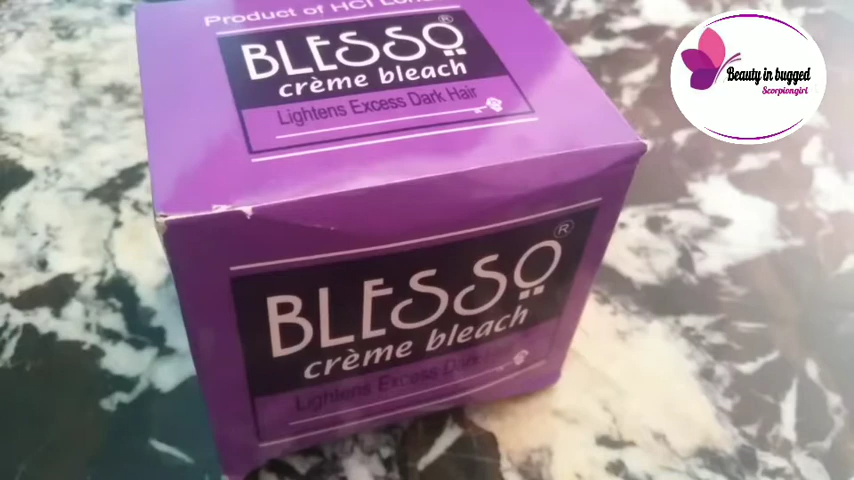 Product of HCI Lon
BLESSO®
crème bleach
Lightens Excess Dark Hair
BLESSO®
crème bleach
Lightens Excess Dark
Beauty in bugged
Scorpiongirl